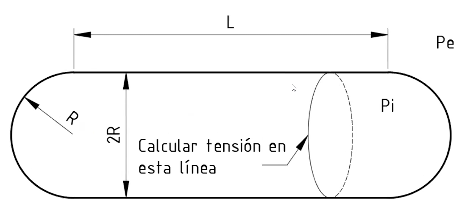 L
Pe
R
2R
Pi
Calcular tensión en
esta línea